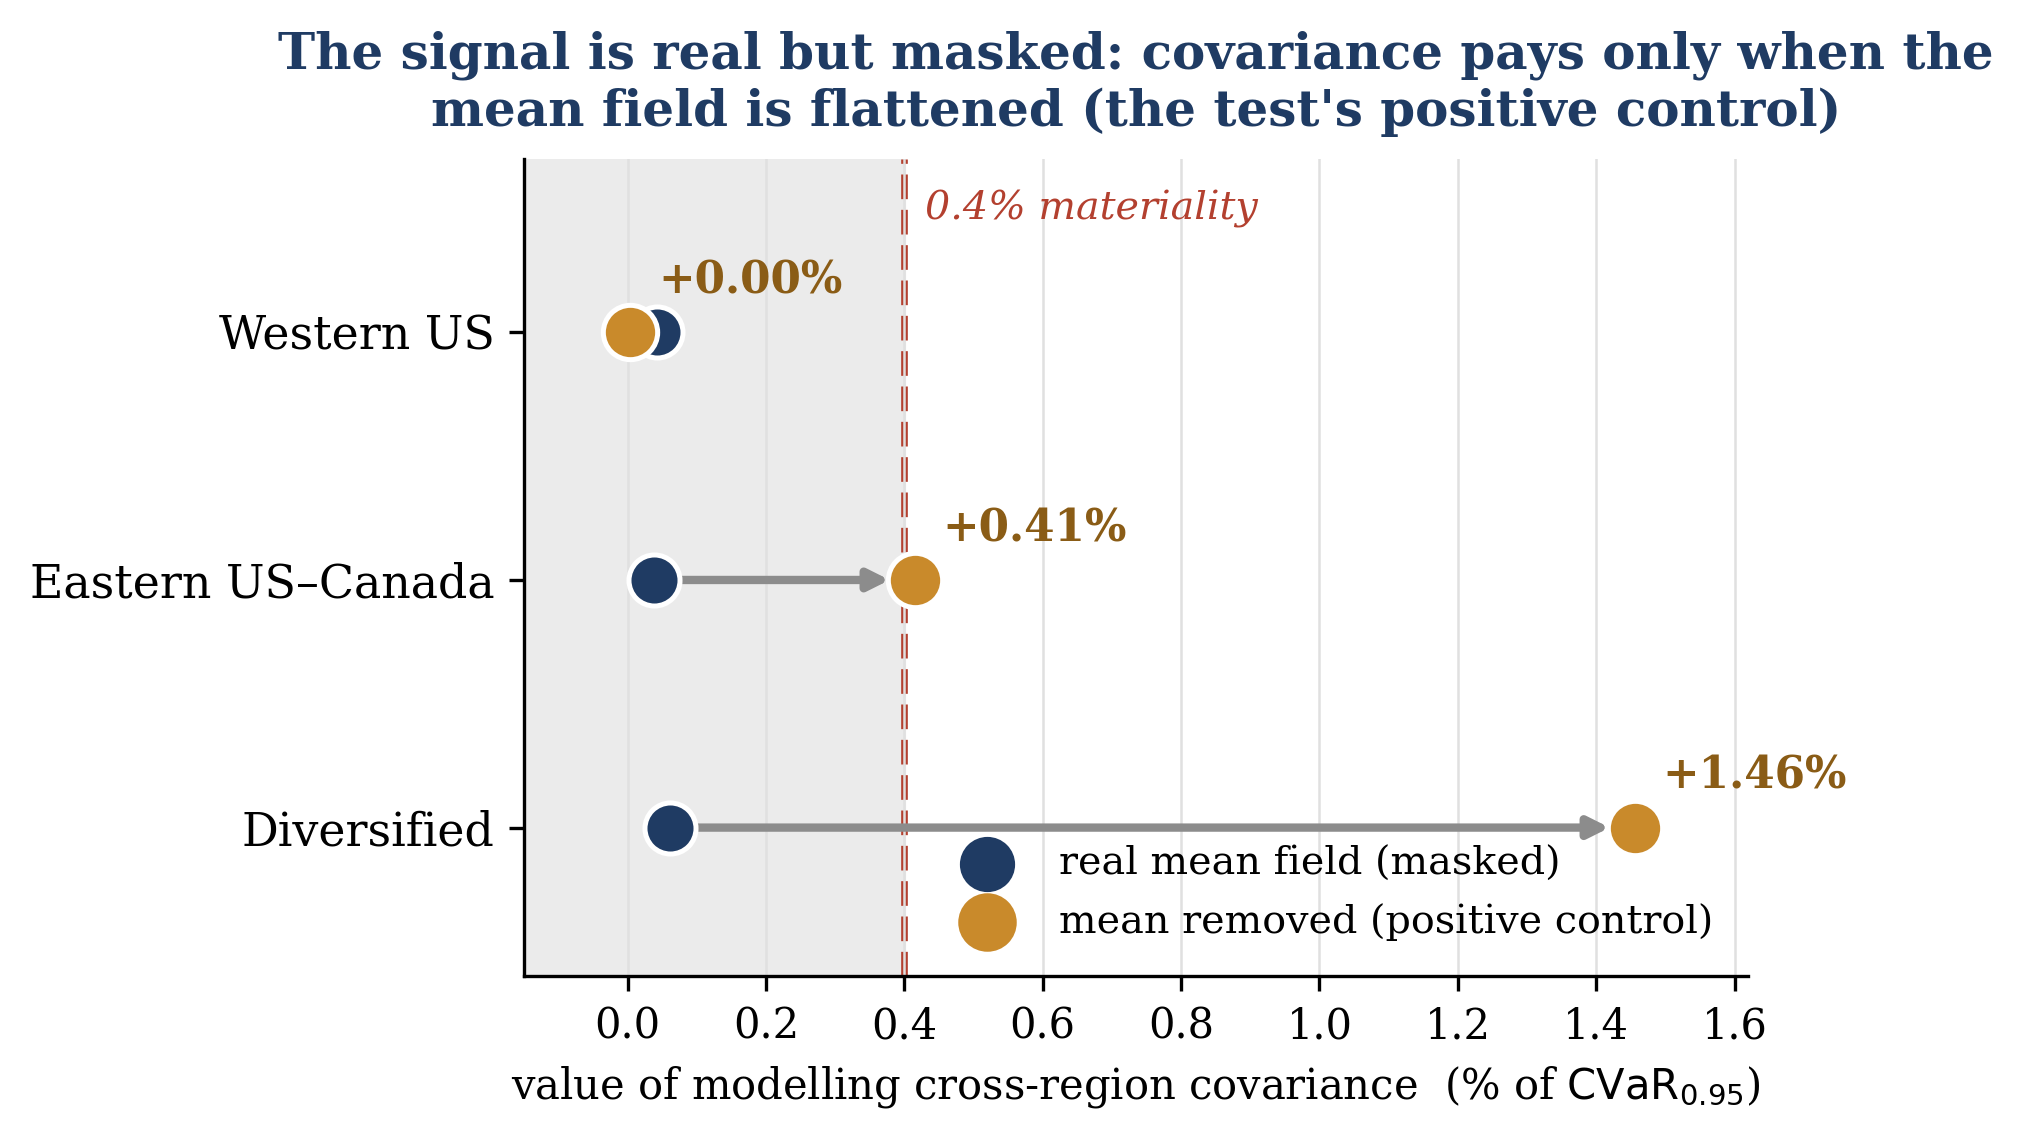 The signal is real but masked: covariance pays only when the
mean field is flattened (the test's positive control)
0.4% materiality
+0.00%
Western US
+0.41%
Eastern US–Canada
+1.46%
Diversified
real mean field (masked)
mean removed (positive control)
0.0 0.2 0.4 0.6 0.8 1.0 1.2 1.4 1.6
value of modelling cross-region covariance (% of CVaR0.95)